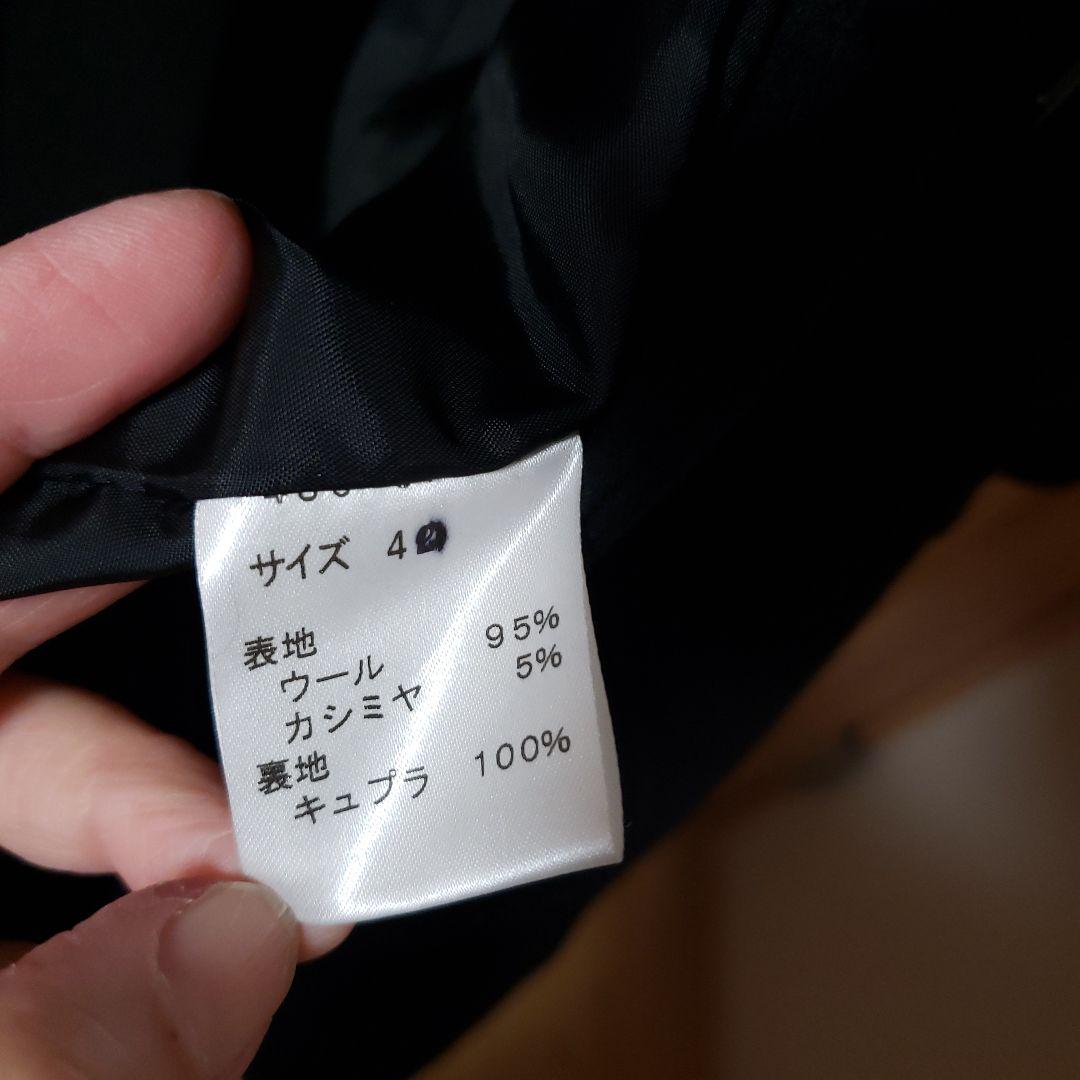 サイズ 4
表地
ウール 95%
カシミヤ 5%
裏地
キュプラ 100%